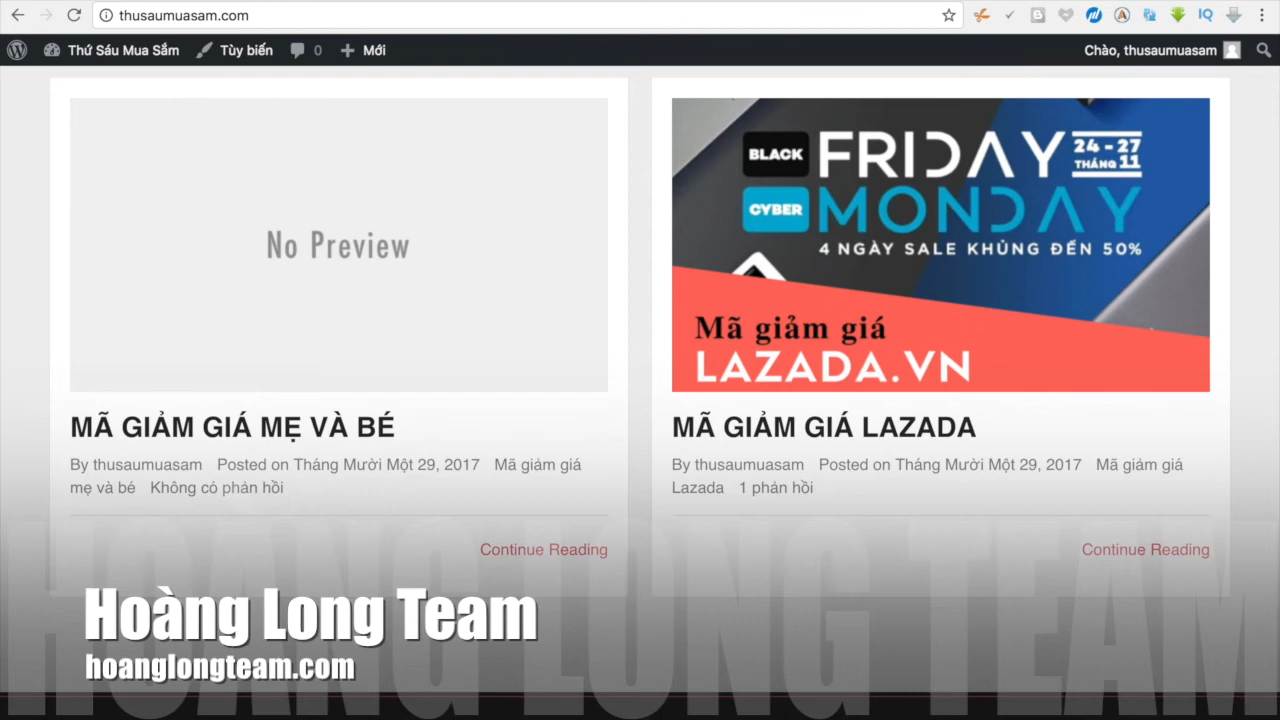 thusaumuasam.com
IQ
Thứ Sáu Mua Sắm Tùy biến 0 Mới Chào, thusaumuasam
No Preview
BLACK FRIDAY 24 - 27 THÁNG 11
CYBER MONDAY
4 NGÀY SALE KHỦNG ĐẾN 50%
Mã giảm giá
LAZADA.VN
MÃ GIẢM GIÁ MẸ VÀ BÉ
By thusaumuasam Posted on Tháng Mười Một 29, 2017 Mã giảm giá
mẹ và bé Không có phản hồi
Continue Reading
MÃ GIẢM GIÁ LAZADA
By thusaumuasam Posted on Tháng Mười Một 29, 2017 Mã giảm giá
Lazada 1 phản hồi
Continue Reading
HOÀNG LONG TEAM
Hoàng Long Team
hoanglongteam.com